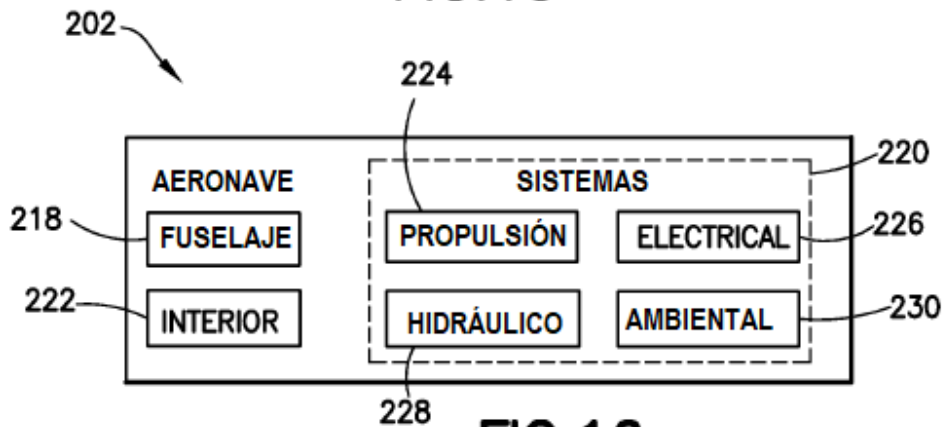 202
224
220
AERONAVE SISTEMAS
218 FUSELAJE PROPULSIÓN ELECTRICAL 226
222 INTERIOR HIDRÁULICO AMBIENTAL 230
228